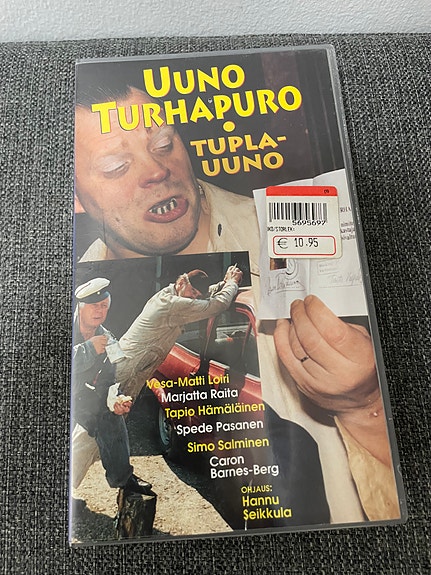 UUNO
TURHAPURO
•
TUPLA-
UUNO
5695697
€ 10.95
Vesa-Matti Loiri
Marjatta Raita
Tapio Hämäläinen
Spede Pasanen
Simo Salminen
Caron
Barnes-Berg
OHJAUS:
Hannu
Seikkula